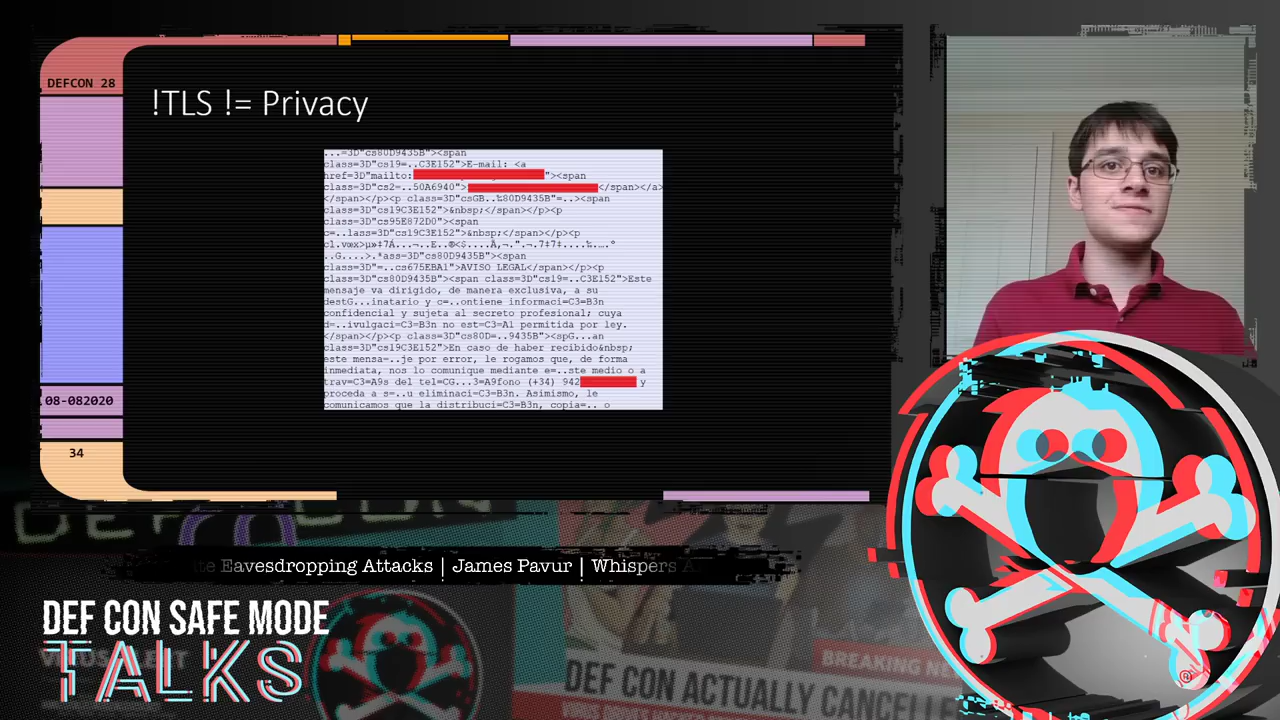 DEFCON 28
!TLS != Privacy
...=3D"cs80D9435B"><span
class=3D"cs19=..C3E152">E-mail: <a
href=3D"mailto: "><span
class=3D"cs2=..50A6940"> </span></a>
</span></p><p class=3D"csGB..‰80D9435B"=..><span
class=3D"cs19C3E152">&nbsp;</span></p><p
class=3D"cs95E872D0"><span
c=..lass=3D"cs19C3E152">&nbsp;</span></p><p
..G....>.ªass=3D"cs80D9435B"><span
class=3D"=..cs675EBA1">AVISO LEGAL</span></p><p
class=3D"cs80D9435B"><span class=3D"cs19=..C3E152">Este
mensaje va dirigido, de manera exclusiva, a su
destG...inatario y c=..ontiene informaci=C3=B3n
confidencial y sujeta al secreto profesional; cuya
d=..ivulgaci=C3=B3n no est=C3=A1 permitida por ley.
</span></p><p class=3D"cs80D=..9435B"><spG...an
class=3D"cs19C3E152">En caso de haber recibido&nbsp;
este mensa=..je por error, le rogamos que, de forma
inmediata, nos lo comunique mediante e=..ste medio o a
trav=C3=A9s del tel=CG...3=A9fono (+34) 942 y
proceda a s=..u eliminaci=C3=B3n. Asimismo, le
comunicamos que la distribuci=C3=B3n, copia=.. o
08-082020
34
Eavesdropping Attacks | James Pavur | Whispers
DEF CON SAFE MODE
TALKS
DEF CON
BREAKING NE
DEF CON ACTUALLY CANCELLE